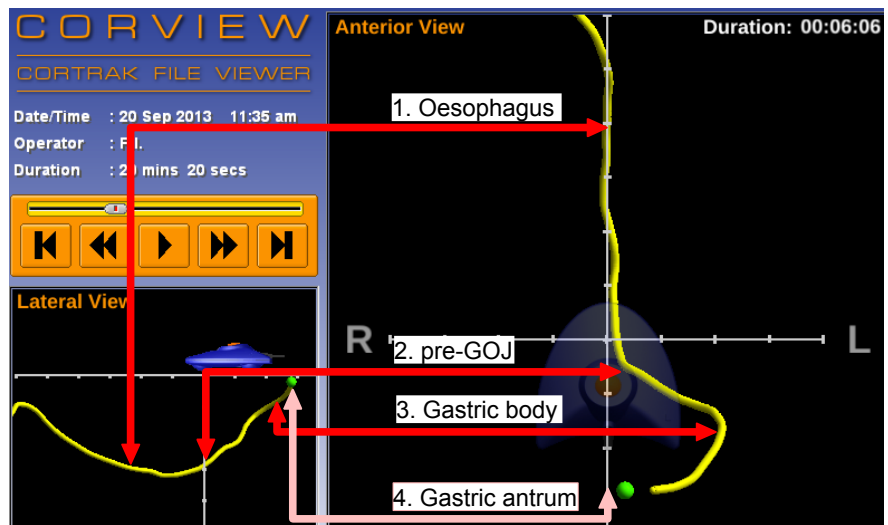 CORVIEW
CORTRAK FILE VIEWER
Date/Time : 20 Sep 2013 11:35 am
Operator :
Duration : mins 20 secs
Lateral View
Anterior View
Duration: 00:06:06
1. Oesophagus
R
L
2. pre-GOJ
3. Gastric body
4. Gastric antrum